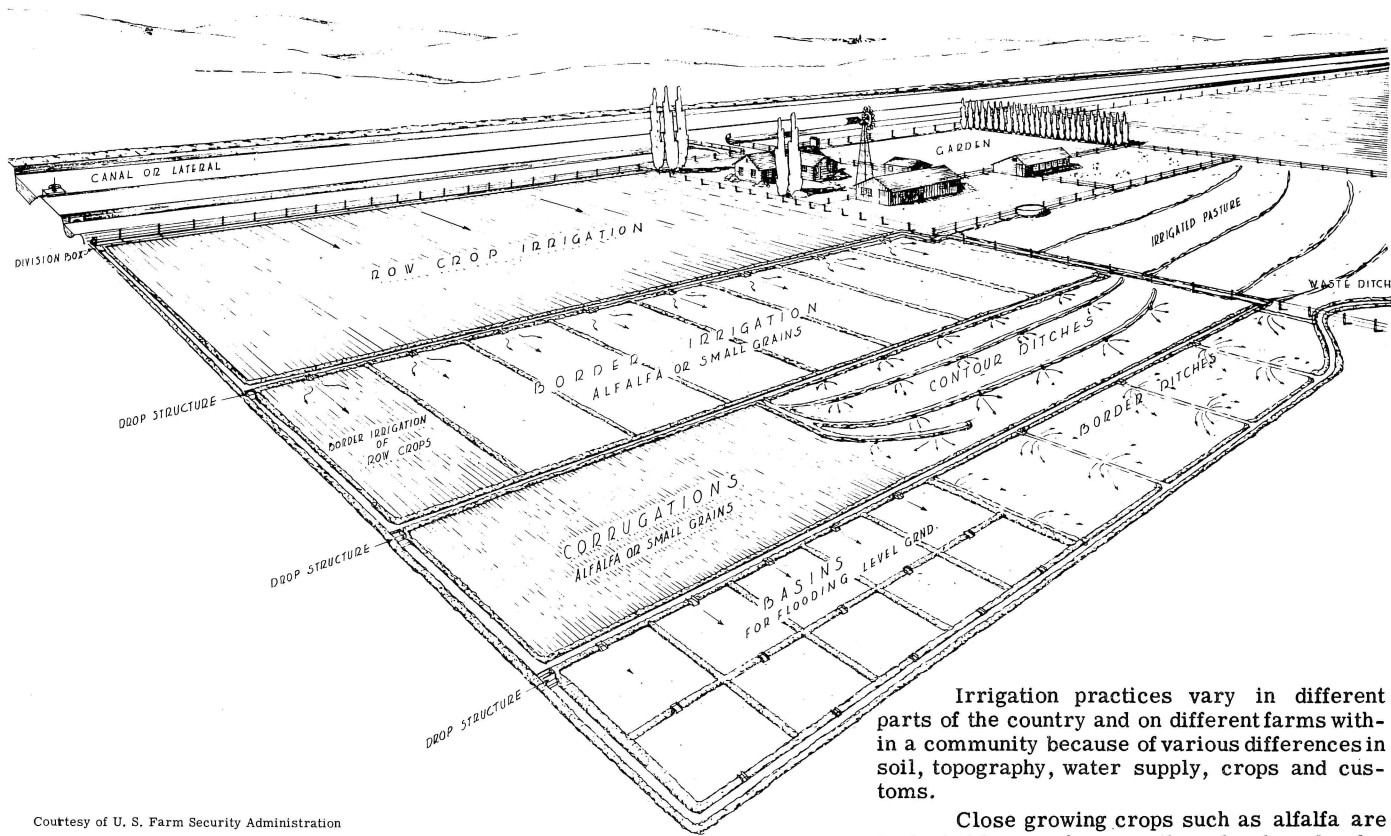 CANAL OR LATERAL
GARDEN
DIVISION BOX
ROW CROP IRRIGATION
IRRIGATED PASTURE
WASTE DITCH
BORDER IRRIGATION
ALFALFA OR SMALL GRAINS
CONTOUR DITCHES
DROP STRUCTURE
BORDER IRRIGATION
OF
ROW CROPS
BORDER DITCHES
CORRUGATIONS
ALFALFA OR SMALL GRAINS
DROP STRUCTURE
BASINS
FOR FLOODING LEVEL GRND.
DROP STRUCTURE
Irrigation practices vary in different
parts of the country and on different farms with-
in a community because of various differences in
soil, topography, water supply, crops and cus-
toms.
Close growing crops such as alfalfa are
Courtesy of U. S. Farm Security Administration